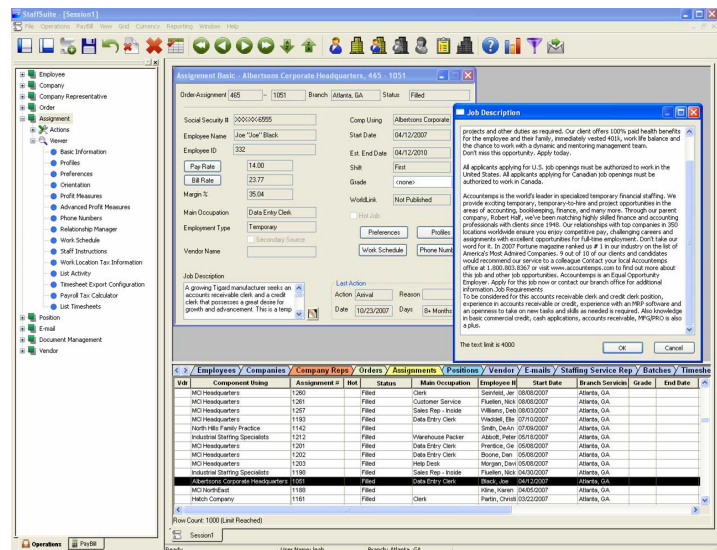 StaffSuite - [Session1]
File Operations PayBill View Grid Currency Reporting Window Help
Employee
Company
Company Representative
Order
Assignment
Actions
Viewer
Basic Information
Profiles
Preferences
Orientation
Profit Measures
Advanced Profit Measures
Phone Numbers
Relationship Manager
Work Schedule
Staff Instructions
Work Location Tax Information
List Activity
Timesheet Export Configuration
Payroll Tax Calculator
List Timesheets
Position
E-mail
Document Management
Vendor
Operations PayBill
Assignment Basic - Albertsons Corporate Headquarters, 465 - 1051
Order-Assignment 465 - 1051 Branch Atlanta, GA Status Filled
Social Security # XXX-XX-6555 Comp Using Albertsons Corporate
Employee Name Joe "Joe" Black Start Date 04/12/2007
Employee ID 332 Est. End Date 04/12/2010
Pay Rate 14.00 Shift First
Bill Rate 23.77 Grade <none>
Margin % 35.04 WorldLink Not Published
Hot Job
Main Occupation Data Entry Clerk
Employment Type Temporary Preferences Profiles
Secondary Source
Vendor Name Work Schedule Phone Numb
Job Description
A growing Tigard manufacturer seeks an
accounts receivable clerk and a credit
clerk that possesses a great desire for
growth and advancement. This is a temp
Last Action
Action Arrival Reason
Date 10/23/2007 Days 8+ Months
Job Description
projects and other duties as required. Our client offers 100% paid health benefits
for the employee and their family, immediately vested 401k, work life balance and
the chance to work with a dynamic and mentoring management team.
Don't miss this opportunity. Apply today.
All applicants applying for U.S. job openings must be authorized to work in the
United States. All applicants applying for Canadian job openings must be
authorized to work in Canada.
Accountemps is the world's leader in specialized temporary financial staffing. We
provide exciting temporary, temporary-to-hire and project opportunities in the
areas of accounting, bookkeeping, finance, and many more. Through our parent
company, Robert Half, we've been matching highly skilled finance and accounting
professionals with clients since 1948. Our relationships with top companies in 350
locations worldwide ensure you enjoy competitive pay, challenging careers and
assignments with excellent opportunities for full-time employment. Don't take our
word for it. In 2007 Fortune magazine ranked us # 1 in our industry on the list of
America's Most Admired Companies. 9 out of 10 of our clients and candidates
would recommend our service to a colleague Contact your local Accountemps
office at 1.800.803.8367 or visit www.accountemps.com to find out more about
this job and other job opportunities. Accountemps is an Equal Opportunity
Employer. Apply for this job now or contact our branch office for additional
information.Job Requirements
To be considered for this accounts receivable clerk and credit clerk position,
experience in accounts receivable or credit, experience with an MRP software and
an openness to take on new tasks and skills as needed is required. Also knowledge
in basic commercial credit, cash applications, accounts receivable, MFG/PRO is also
a plus.
The text limit is 4000 OK Cancel
Employees Companies Company Reps Orders Assignments Positions Vendor E-mails Staffing Service Rep Batches Timeshe
Vdr Component Using Assignment # Hot Status Main Occupation Employee N Start Date Branch Servicin Grade End Date
MCI Headquarters 1260 Filled Clerk Seinfeld, Jer 08/08/2007 Atlanta, GA
MCI Headquarters 1261 Filled Customer Service Fluellen, Nick 08/08/2007 Atlanta, GA
MCI Headquarters 1257 Filled Sales Rep - Inside Williams, Deb 08/03/2007 Atlanta, GA
MCI Headquarters 1193 Filled Data Entry Clerk Waddell, Elle 07/10/2007 Atlanta, GA
North Hills Family Practice 1142 Filled Smith, DeAn 07/09/2007 Atlanta, GA
Industrial Staffing Specialists 1212 Filled Warehouse Packer Abbott, Peter 05/18/2007 Atlanta, GA
MCI Headquarters 1201 Filled Data Entry Clerk Prentice, Ge 05/08/2007 Atlanta, GA
MCI Headquarters 1202 Filled Data Entry Clerk Boone, Dan 05/08/2007 Atlanta, GA
MCI Headquarters 1203 Filled Help Desk Morgan, Davi 05/08/2007 Atlanta, GA
Industrial Staffing Specialists 1198 Filled Sales Rep - Inside Fluellen, Nick 04/30/2007 Atlanta, GA
Albertsons Corporate Headquarters 1051 Filled Data Entry Clerk Black, Joe 04/12/2007 Atlanta, GA
MCI NorthEast 1188 Filled Kline, Karen 04/05/2007 Atlanta, GA
Hatch Company 1161 Filled Clerk Partin, Christi 03/22/2007 Atlanta, GA
Row Count: 1000 (Limit Reached)
Session1